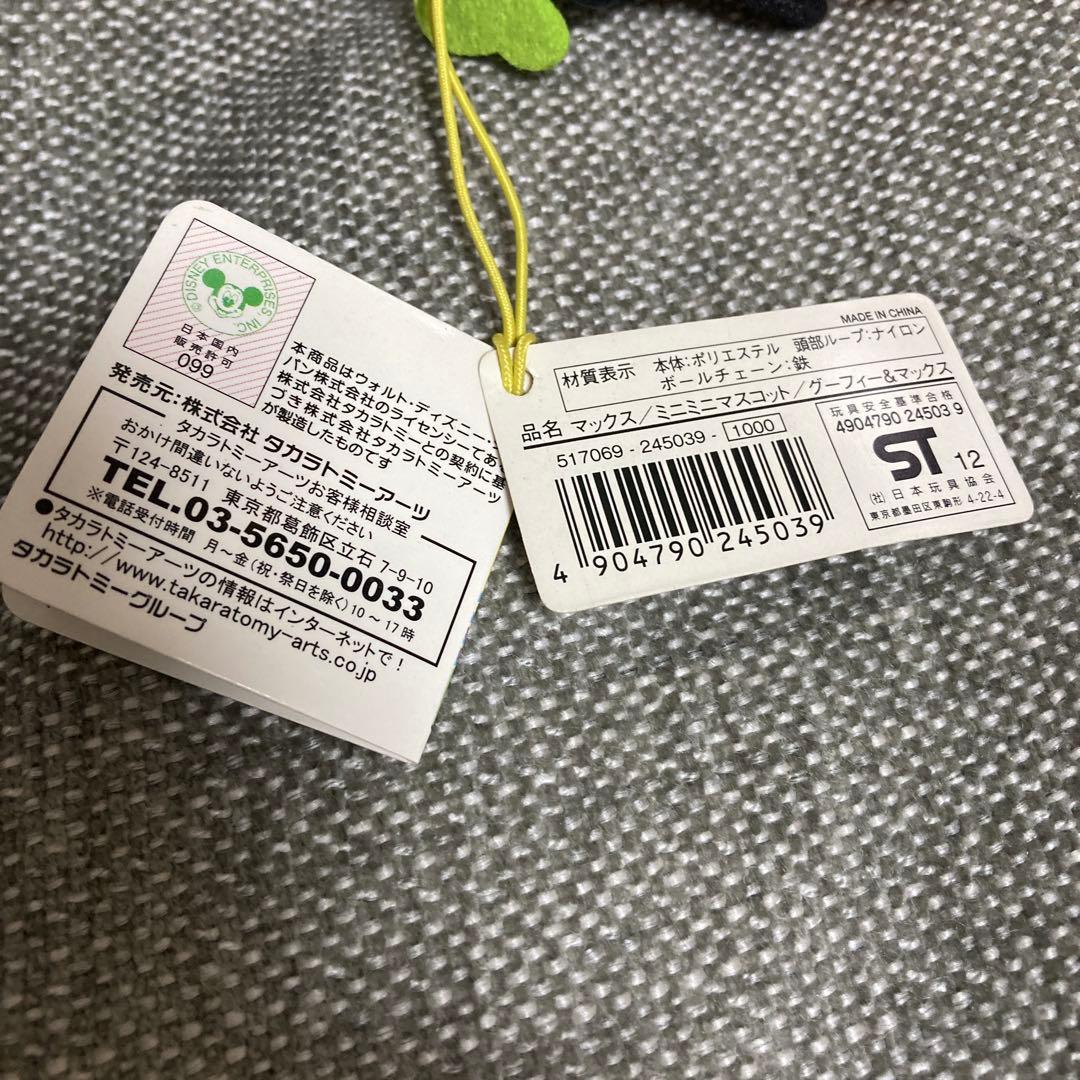 ©DISNEY ENTERPRISES, INC.
日本国内
販売許可
099
本商品はウォルト・ディズニー・
パン株式会社のライセンシーであ
株式会社タカラトミーとの契約に基
づき株式会社タカラトミーアーツ
が製造したものです
発売元:株式会社 タカラトミーアーツ
タカラトミーアーツお客様相談室
おかけ間違いないようご注意ください
〒124-8511 東京都葛飾区立石 7-9-10
TEL.03-5650-0033
※電話受付時間 月~金(祝・祭日を除く)10~17時
●タカラトミーアーツの情報はインターネットで!
http://www.takaratomy-arts.co.jp
タカラトミーグループ
MADE IN CHINA
材質表示 本体:ポリエステル 頭部ループ:ナイロン
ボールチェーン:鉄
品名 マックス/ミニミニマスコット/グーフィー&マックス
517069-245039-1000
4 904790 245039
玩具安全基準合格
4904790 24503 9
ST 12
(社)日本玩具協会
東京都墨田区東駒形 4-22-4